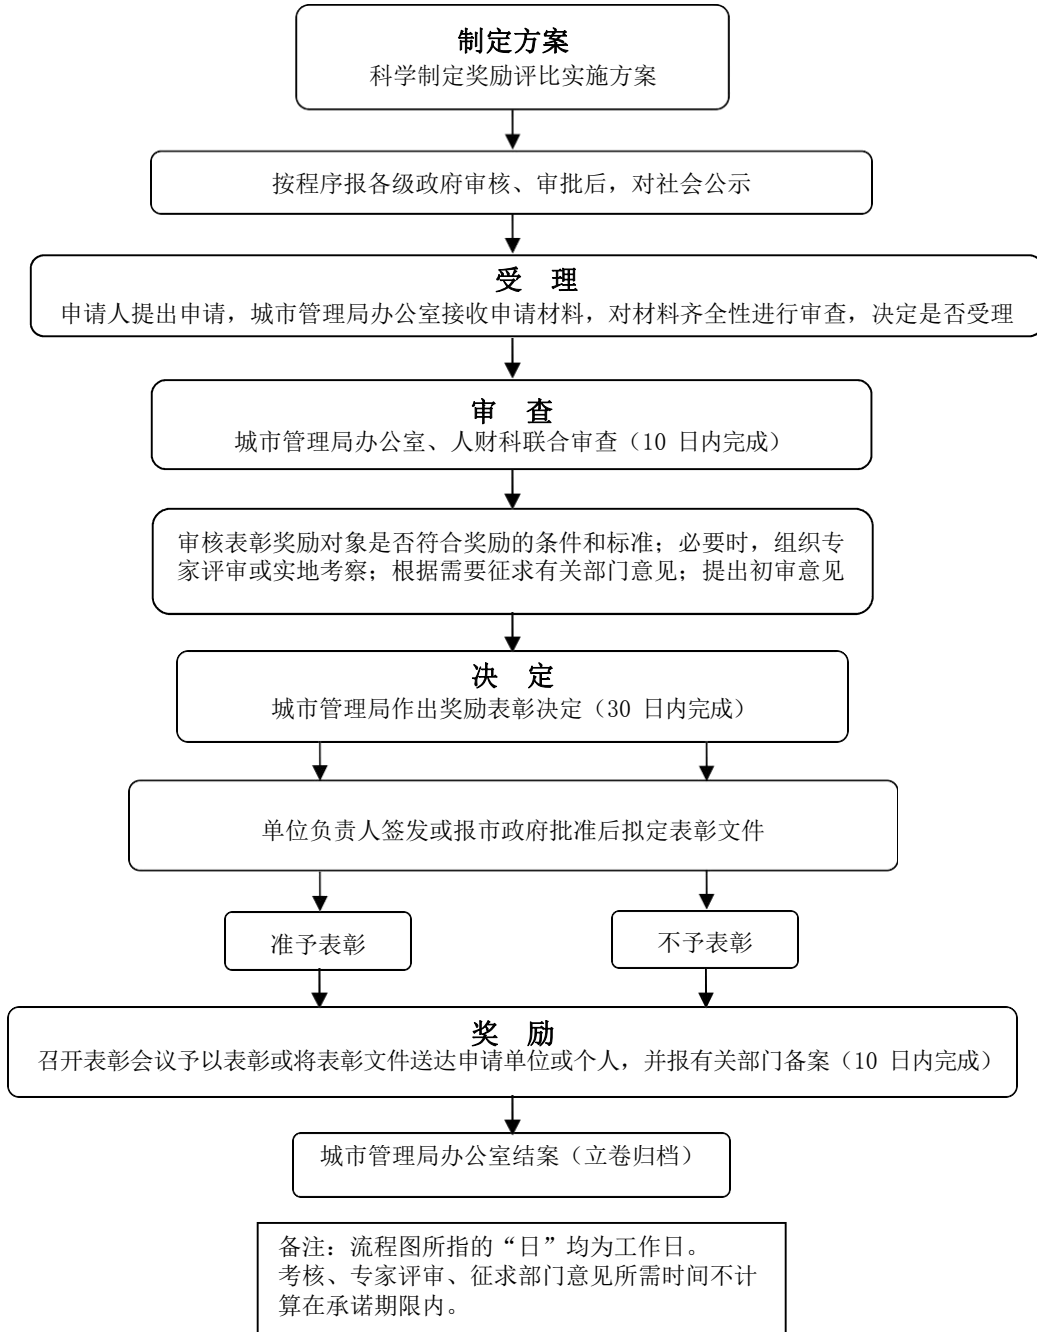 制定方案
科学制定奖励评比实施方案
按程序报各级政府审核、审批后，对社会公示
受 理
申请人提出申请，城市管理局办公室接收申请材料，对材料齐全性进行审查，决定是否受理
审 查
城市管理局办公室、人财科联合审查（10 日内完成）
审核表彰奖励对象是否符合奖励的条件和标准；必要时，组织专
家评审或实地考察；根据需要征求有关部门意见；提出初审意见
决 定
城市管理局作出奖励表彰决定（30 日内完成）
单位负责人签发或报市政府批准后拟定表彰文件
准予表彰
不予表彰
奖 励
召开表彰会议予以表彰或将表彰文件送达申请单位或个人，并报有关部门备案（10 日内完成）
城市管理局办公室结案（立卷归档）
备注：流程图所指的“日”均为工作日。
考核、专家评审、征求部门意见所需时间不计
算在承诺期限内。